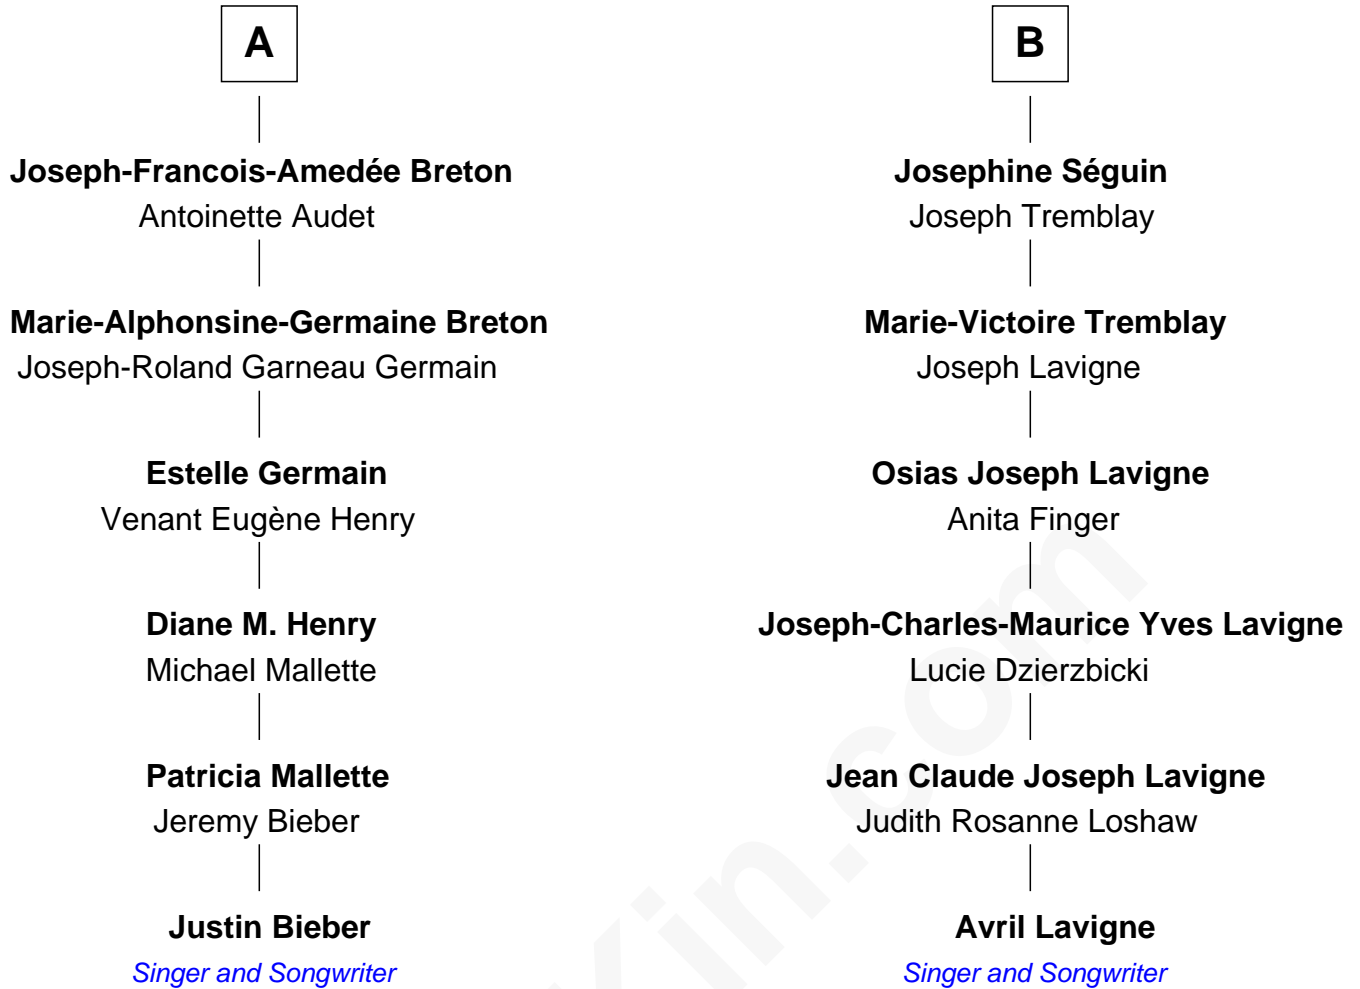 A
B
Joseph-Francois-Amedée Breton
Josephine Séguin
Antoinette Audet
Joseph Tremblay
Marie-Alphonsine-Germaine Breton
Marie-Victoire Tremblay
Joseph-Roland Garneau Germain
Joseph Lavigne
Estelle Germain
Osias Joseph Lavigne
Venant Eugène Henry
Anita Finger
Diane M. Henry
Joseph-Charles-Maurice Yves Lavigne
Michael Mallette
Lucie Dzierzbicki
Patricia Mallette
Jean Claude Joseph Lavigne
Jeremy Bieber
Judith Rosanne Loshaw
Justin Bieber
Avril Lavigne
Singer and Songwriter
Singer and Songwriter
Kin.com